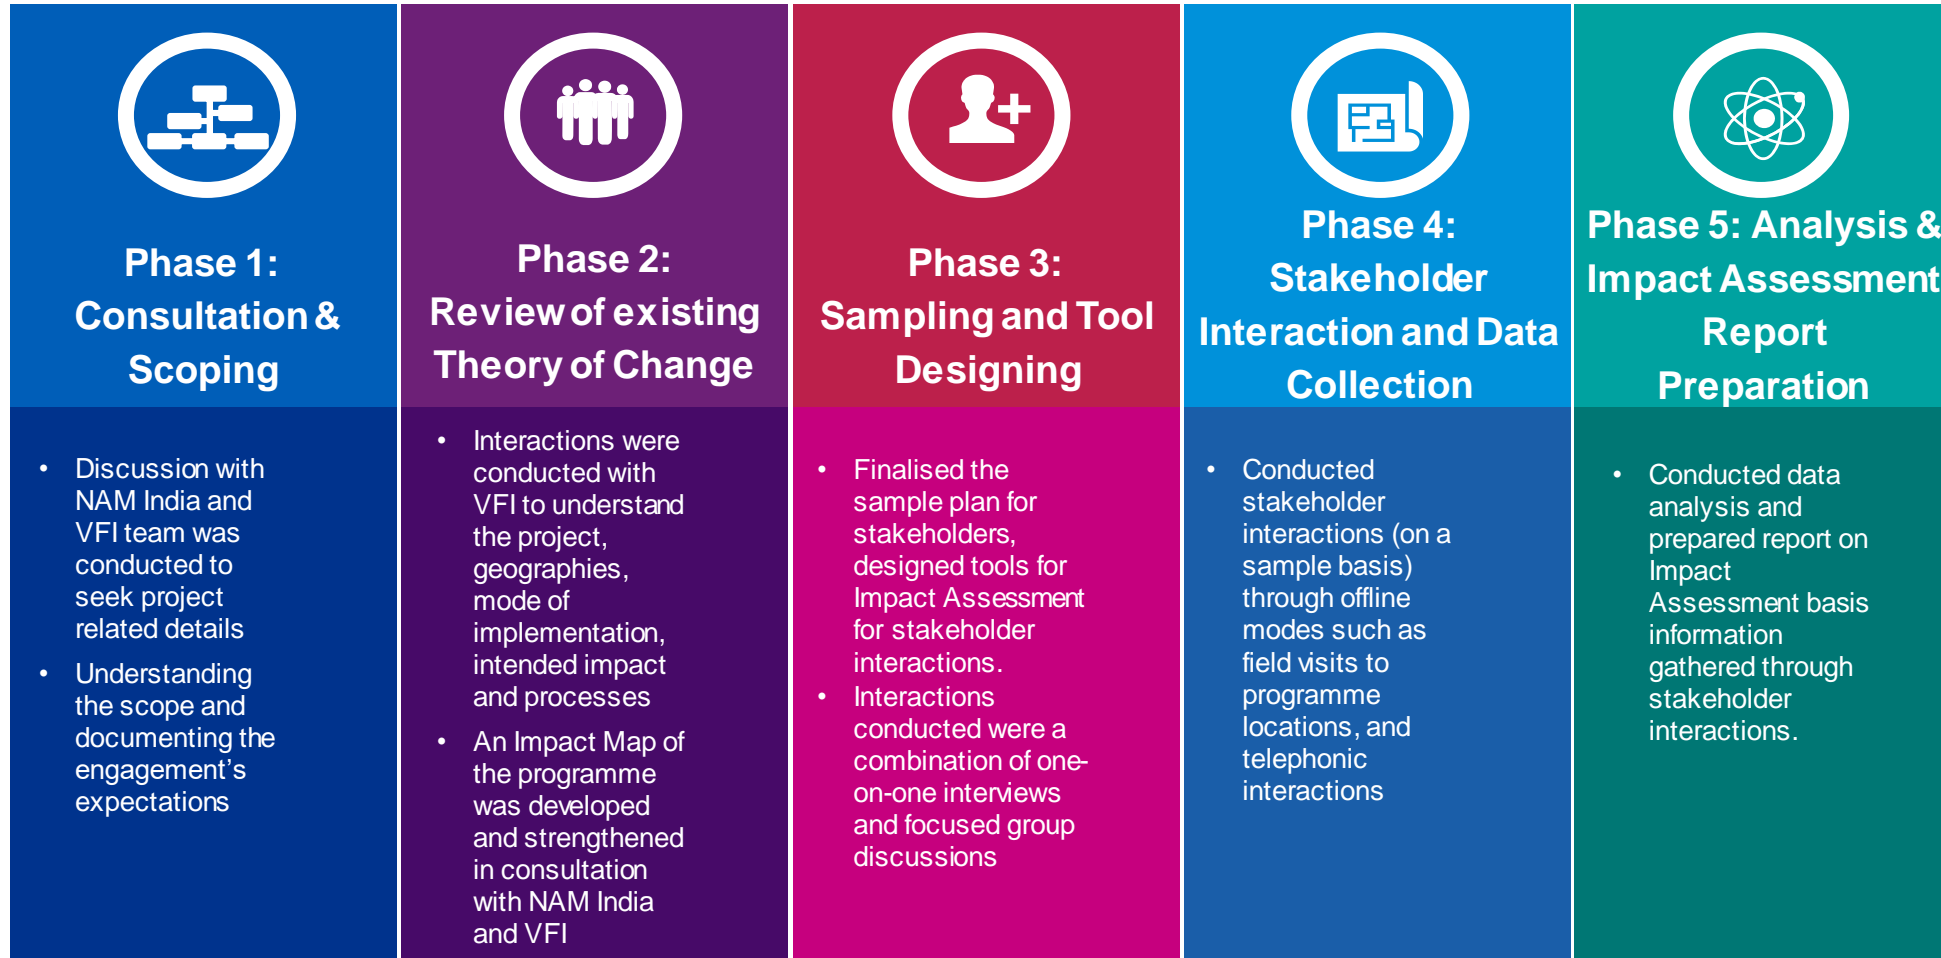 Phase 1:
Consultation &
Scoping
• Discussion with
NAM India and
VFI team was
conducted to
seek project
related details
• Understanding
the scope and
documenting the
engagement’s
expectations
Phase 2:
Review of existing
Theory of Change
• Interactions were
conducted with
VFI to understand
the project,
geographies,
mode of
implementation,
intended impact
and processes
• An Impact Map of
the programme
was developed
and strengthened
in consultation
with NAM India
and VFI
Phase 3:
Sampling and Tool
Designing
• Finalised the
sample plan for
stakeholders,
designed tools for
Impact Assessment
for stakeholder
interactions.
• Interactions
conducted were a
combination of one-
on-one interviews
and focused group
discussions
Phase 4:
Stakeholder
Interaction and Data
Collection
• Conducted
stakeholder
interactions (on a
sample basis)
through offline
modes such as
field visits to
programme
locations, and
telephonic
interactions
Phase 5: Analysis &
Impact Assessment
Report
Preparation
• Conducted data
analysis and
prepared report on
Impact
Assessment basis
information
gathered through
stakeholder
interactions.